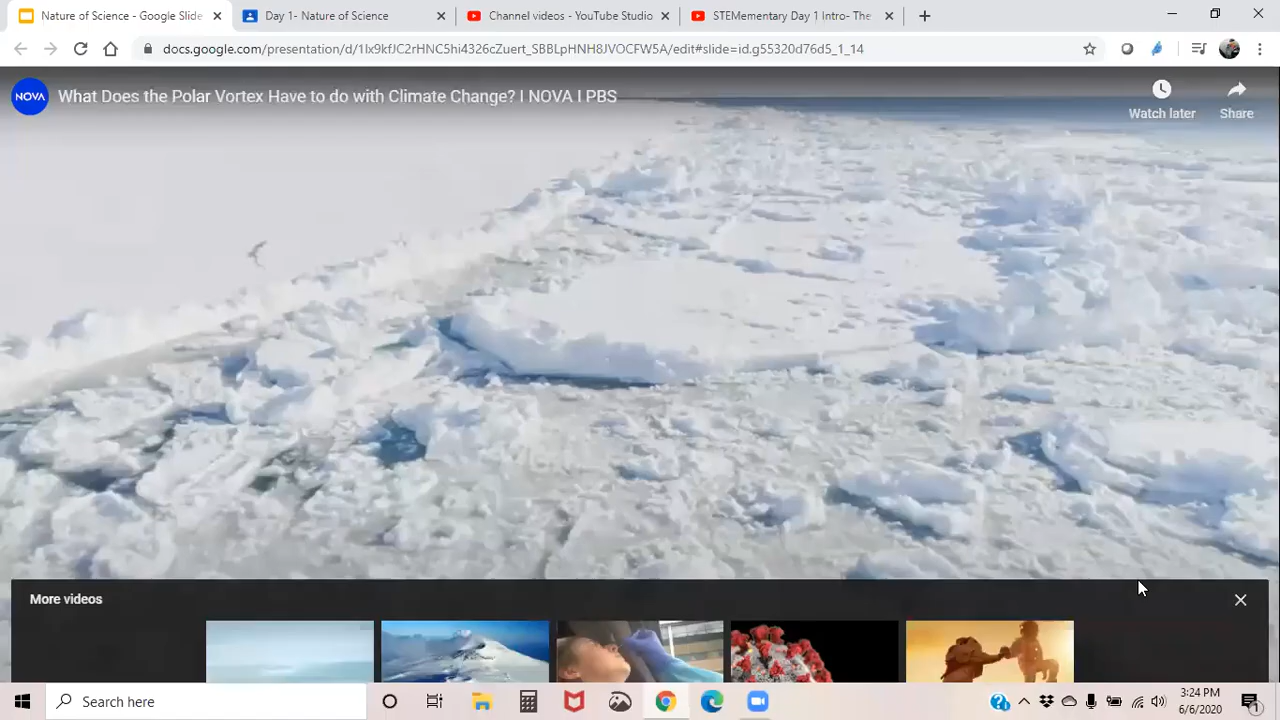 Nature of Science - Google Slide
Day 1- Nature of Science
Channel videos - YouTube Studio
STEMementary Day 1 Intro- The
docs.google.com/presentation/d/1Ix9kfJC2rHNC5hi4326cZuert_SBBLpHNH8JVOCFW5A/edit#slide=id.g55320d76d5_1_14
NOVA
What Does the Polar Vortex Have to do with Climate Change? I NOVA I PBS
Watch later
Share
More videos
Search here
3:24 PM
6/6/2020
1